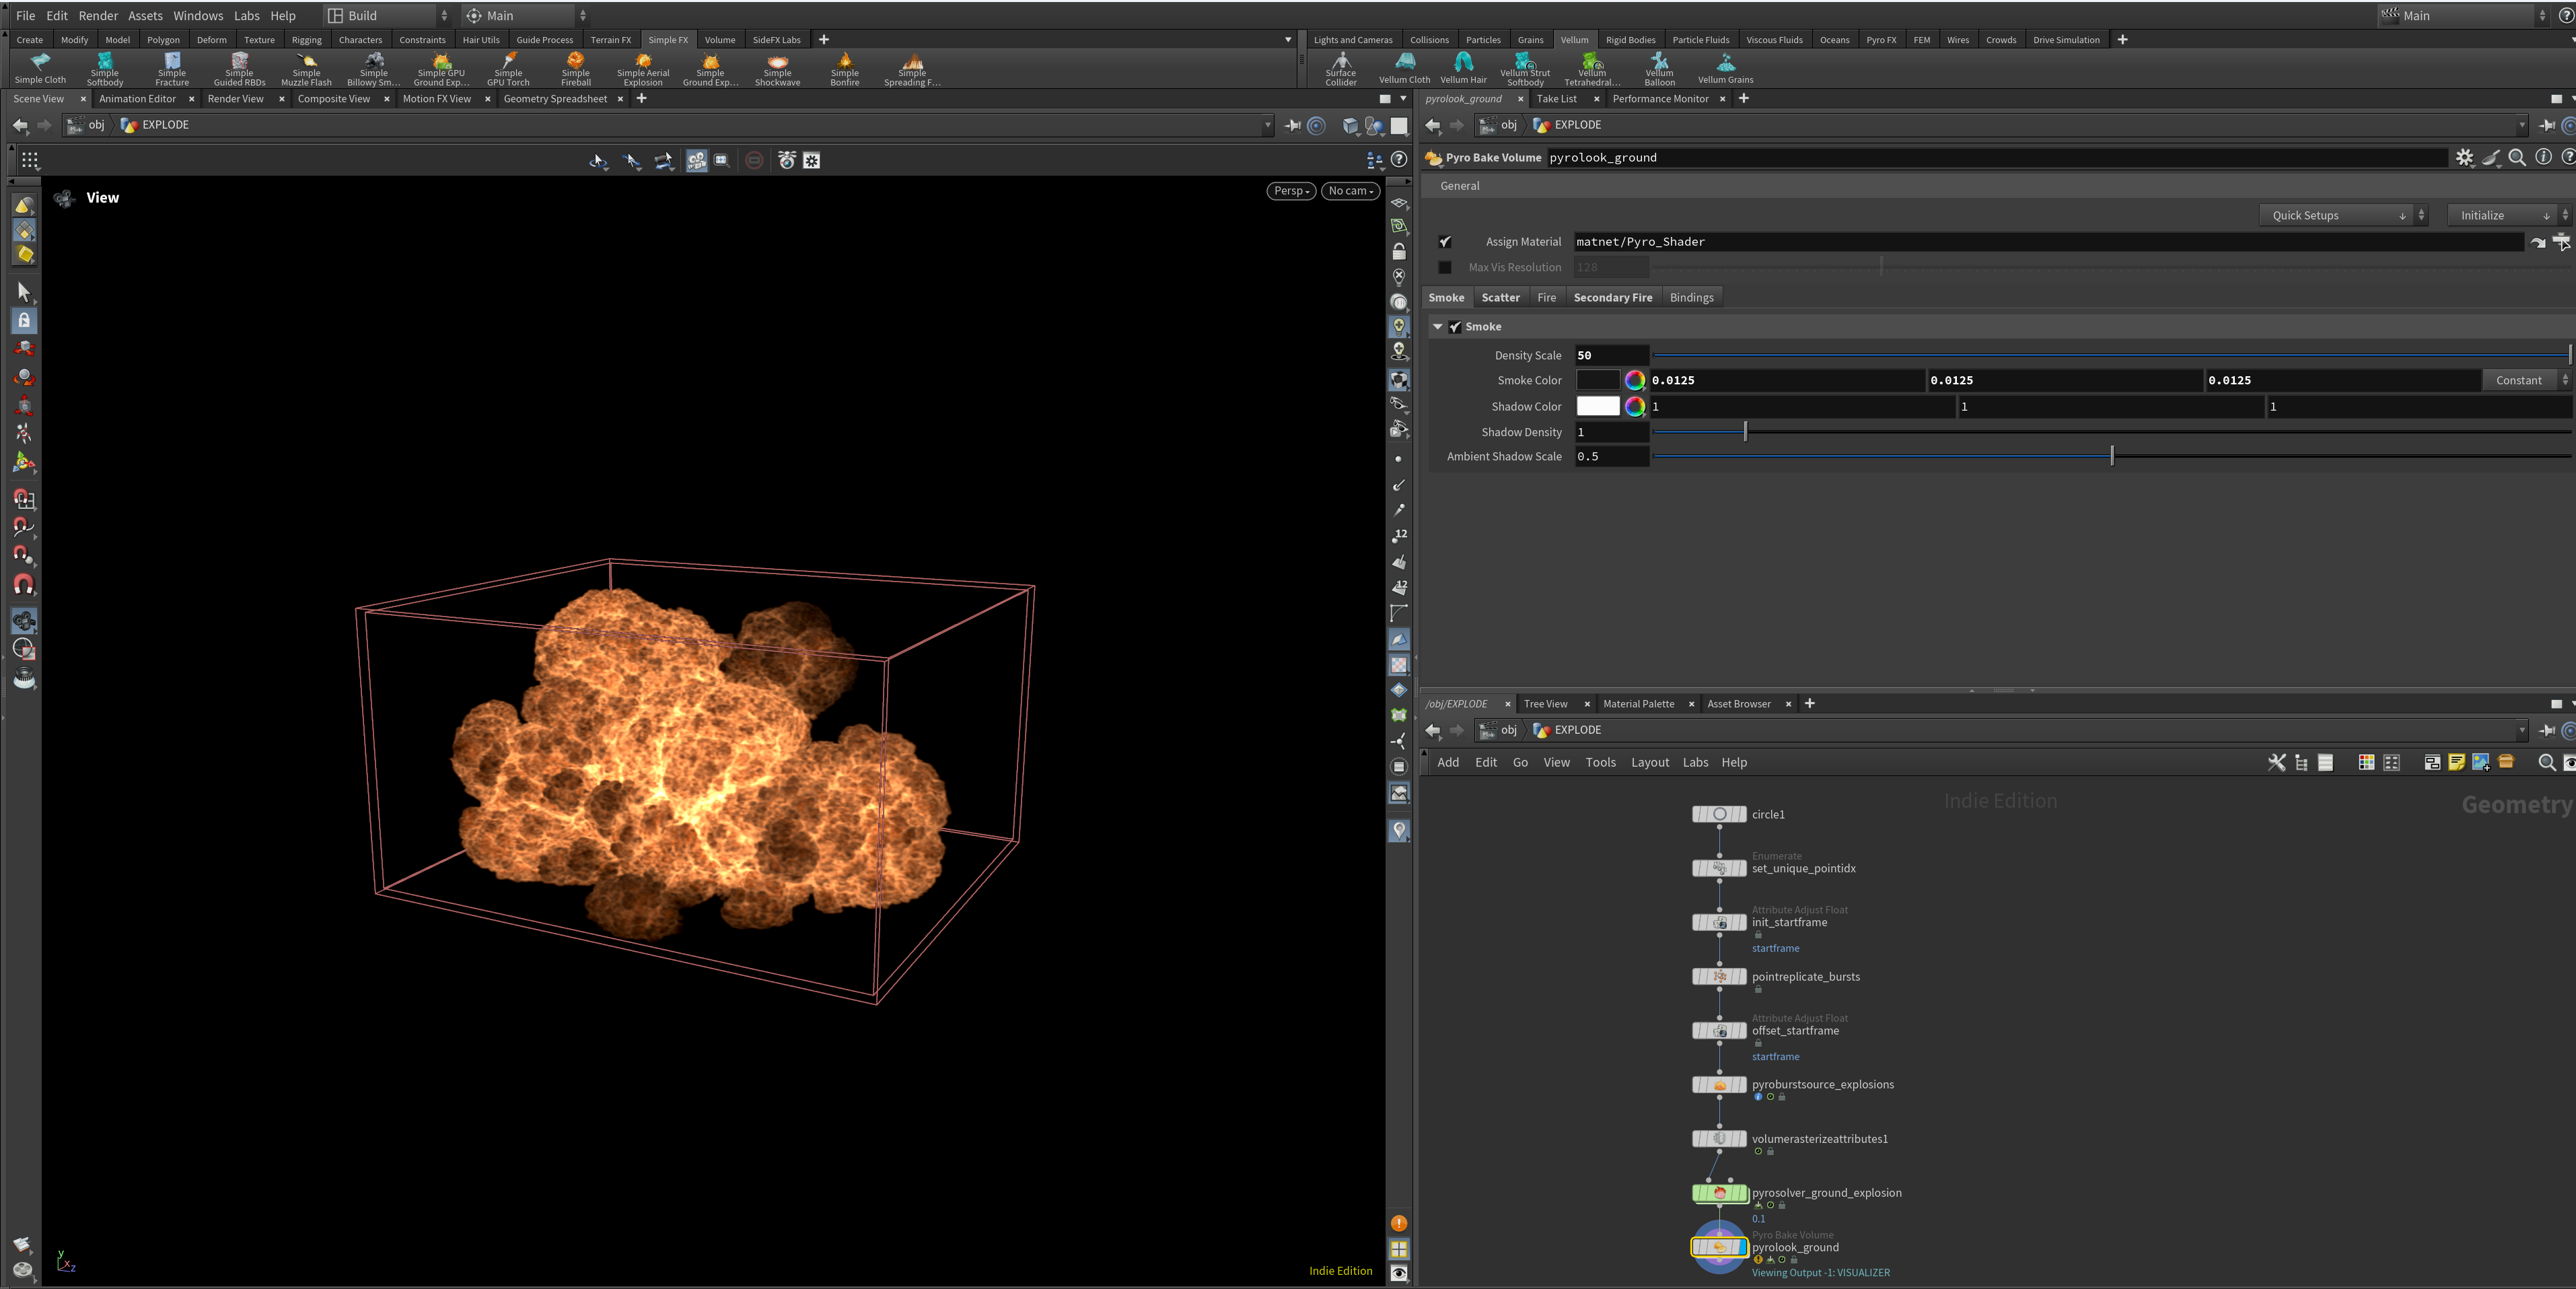 File Edit Render Assets Windows Labs Help Build Main Main
Create Modify Model Polygon Deform Texture Rigging Characters Constraints Hair Utils Guide Process Terrain FX Simple FX Volume SideFX Labs
Lights and Cameras Collisions Particles Grains Vellum Rigid Bodies Particle Fluids Viscous Fluids Oceans Pyro FX FEM Wires Crowds Drive Simulation
Simple Cloth
Simple Softbody
Simple Fracture
Simple Guided RBDs
Simple Muzzle Flash
Simple Billowy Sm...
Simple GPU Ground Exp...
Simple GPU Torch
Simple Fireball
Simple Aerial Explosion
Simple Ground Exp...
Simple Shockwave
Simple Bonfire
Simple Spreading F...
Surface Collider
Vellum Cloth
Vellum Hair
Vellum Strut Softbody
Vellum Tetrahedral...
Vellum Balloon
Vellum Grains
Scene View Animation Editor Render View Composite View Motion FX View Geometry Spreadsheet
obj EXPLODE
View
Persp
No cam
12
12
y
x
z
Indie Edition
pyrolook_ground Take List Performance Monitor
obj EXPLODE
Pyro Bake Volume pyrolook_ground
General
Quick Setups Initialize
Assign Material matnet/Pyro_Shader
Max Vis Resolution 128
Smoke Scatter Fire Secondary Fire Bindings
Smoke
Density Scale 50
Smoke Color 0.0125 0.0125 0.0125 Constant
Shadow Color 1 1 1
Shadow Density 1
Ambient Shadow Scale 0.5
/obj/EXPLODE Tree View Material Palette Asset Browser
obj EXPLODE
Add Edit Go View Tools Layout Labs Help
Indie Edition
Geometry
circle1
Enumerate
set_unique_pointidx
Attribute Adjust Float
init_startframe
startframe
pointreplicate_bursts
Attribute Adjust Float
offset_startframe
startframe
pyroburstsource_explosions
volumerasterizeattributes1
pyrosolver_ground_explosion
0.1
Pyro Bake Volume
pyrolook_ground
Viewing Output -1: VISUALIZER